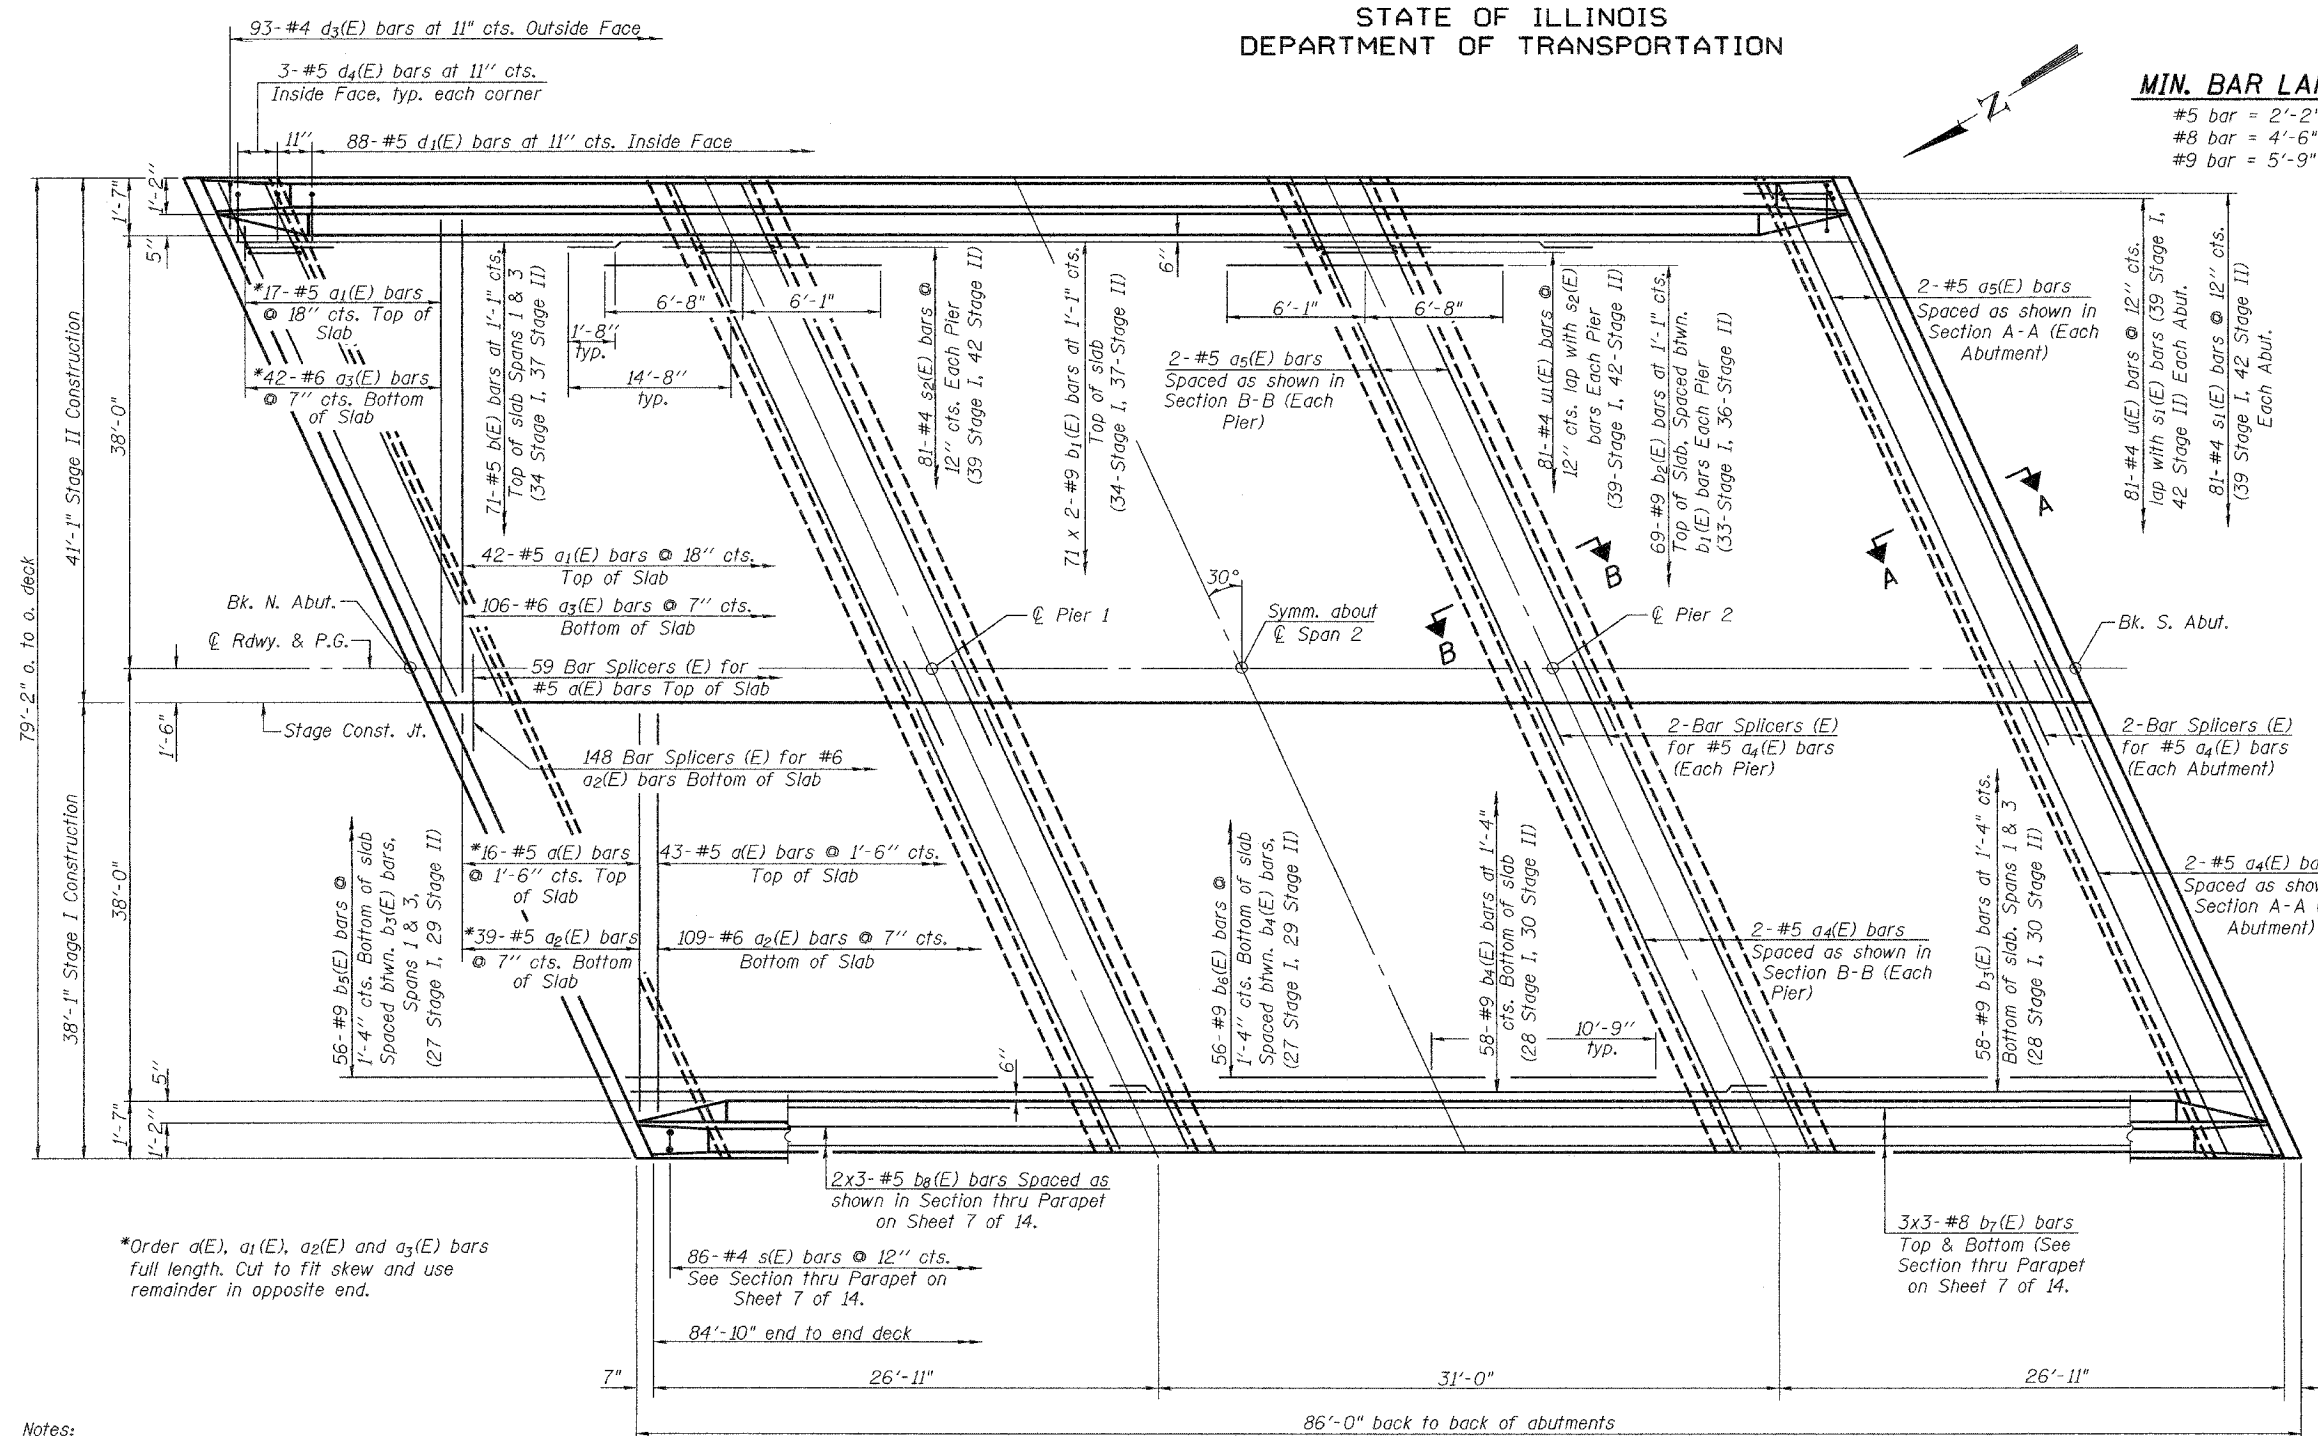 STATE OF ILLINOIS
DEPARTMENT OF TRANSPORTATION
N
MIN. BAR LA
#5 bar = 2'-2"
#8 bar = 4'-6"
#9 bar = 5'-9"
93-#4 d3(E) bars at 11" cts. Outside Face
3-#5 d4(E) bars at 11" cts.
Inside Face, typ. each corner
11"
88-#5 d1(E) bars at 11" cts. Inside Face
1'-7"
1'-2"
5"
79'-2" o. to o. deck
41'-1" Stage II Construction
38'-0"
*17-#5 a1(E) bars
@ 18" cts. Top of
Slab
*42-#6 a3(E) bars
@ 7" cts. Bottom
of Slab
71-#5 b(E) bars at 1'-1" cts.
Top of slab Spans 1 & 3
(34 Stage I, 37 Stage II)
6'-8"
6'-1"
1'-8"
typ.
14'-8"
typ.
81-#4 s2(E) bars @
12" cts. Each Pier
(39 Stage I, 42 Stage II)
71 x 2-#9 b1(E) bars at 1'-1" cts.
Top of slab
(34-Stage I, 37-Stage II)
6"
6'-1"
6'-8"
2-#5 a5(E) bars
Spaced as shown in
Section B-B (Each
Pier)
81-#4 u1(E) bars @
12" cts. lap with s2(E)
bars Each Pier
(39-Stage I, 42-Stage II)
69-#9 b2(E) bars at 1'-1" cts.
Top of Slab. Spaced btwn.
b1(E) bars Each Pier
(33-Stage I, 36-Stage II)
2-#5 a5(E) bars
Spaced as shown in
Section A-A (Each
Abutment)
81-#4 u(E) bars @ 12" cts.
lap with s1(E) bars (39 Stage I,
42 Stage II) Each Abut.
81-#4 s1(E) bars @ 12" cts.
(39 Stage I, 42 Stage II)
Each Abut.
A
A
B
B
42-#5 a1(E) bars @ 18" cts.
Top of Slab
106-#6 a3(E) bars @ 7" cts.
Bottom of Slab
Bk. N. Abut.
℄ Rdwy. & P.G.
℄ Pier 1
30°
Symm. about
℄ Span 2
℄ Pier 2
Bk. S. Abut.
59 Bar Splicers (E) for
#5 a(E) bars Top of Slab
1'-6"
Stage Const. Jt.
148 Bar Splicers (E) for #6
a2(E) bars Bottom of Slab
2-Bar Splicers (E)
for #5 a4(E) bars
(Each Pier)
2-Bar Splicers (E)
for #5 a4(E) bars
(Each Abutment)
38'-1" Stage I Construction
38'-0"
56-#9 b5(E) bars @
1'-4" cts. Bottom of slab
Spaced btwn. b3(E) bars,
Spans 1 & 3,
(27 Stage I, 29 Stage II)
*16-#5 a(E) bars
@ 1'-6" cts. Top
of Slab
43-#5 a(E) bars @ 1'-6" cts.
Top of Slab
*39-#5 a2(E) bars
@ 7" cts. Bottom
of Slab
109-#6 a2(E) bars @ 7" cts.
Bottom of Slab
56-#9 b6(E) bars @
1'-4" cts. Bottom of slab
Spaced btwn. b4(E) bars,
(27 Stage I, 29 Stage II)
58-#9 b4(E) bars at 1'-4"
cts. Bottom of slab
(28 Stage I, 30 Stage II)
10'-9"
typ.
2-#5 a4(E) bars
Spaced as shown in
Section B-B (Each
Pier)
58-#9 b3(E) bars at 1'-4" cts.
Bottom of slab. Spans 1 & 3
(28 Stage I, 30 Stage II)
2-#5 a4(E) ba
Spaced as show
Section A-A
Abutment)
6"
5"
1'-7"
1'-2"
2x3-#5 b8(E) bars Spaced as
shown in Section thru Parapet
on Sheet 7 of 14.
3x3-#8 b7(E) bars
Top & Bottom (See
Section thru Parapet
on Sheet 7 of 14.
*Order a(E), a1(E), a2(E) and a3(E) bars
full length. Cut to fit skew and use
remainder in opposite end.
86-#4 s(E) bars @ 12" cts.
See Section thru Parapet on
Sheet 7 of 14.
84'-10" end to end deck
7"
26'-11"
31'-0"
26'-11"
86'-0" back to back of abutments
Notes: